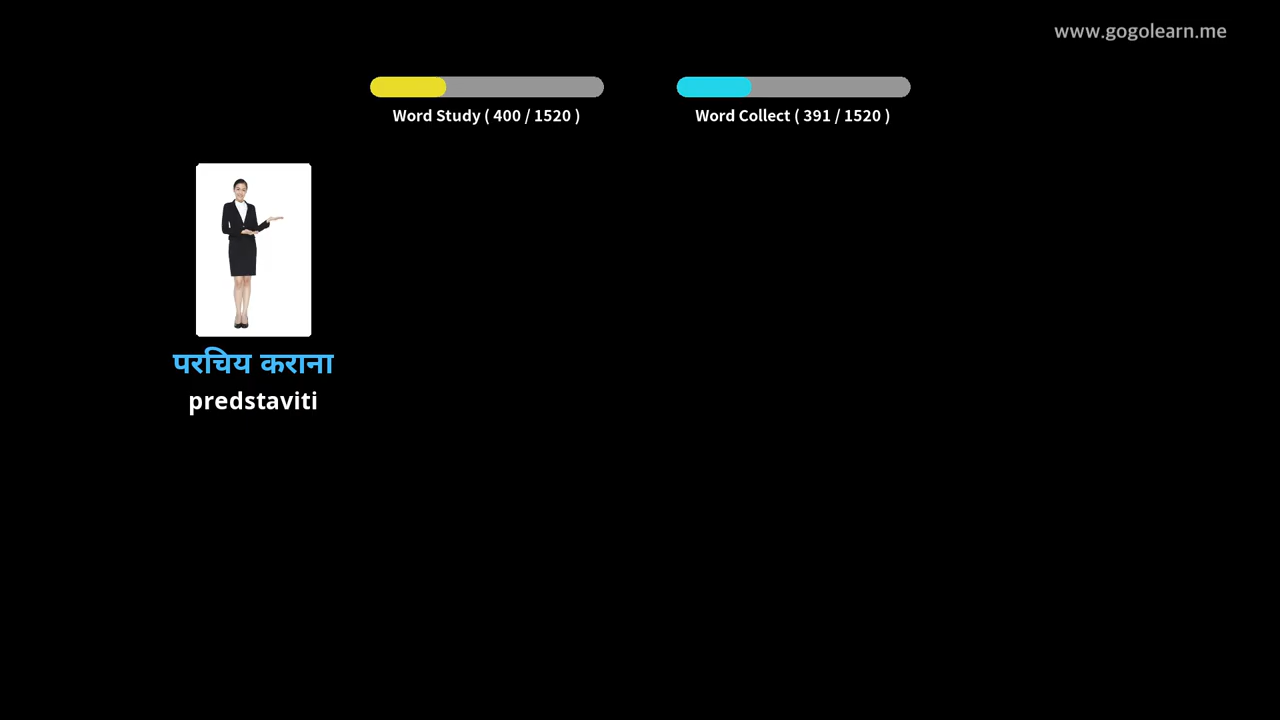 www.gogolearn.me
Word Study ( 400 / 1520 )
Word Collect ( 391 / 1520 )
परिचय कराना
predstaviti